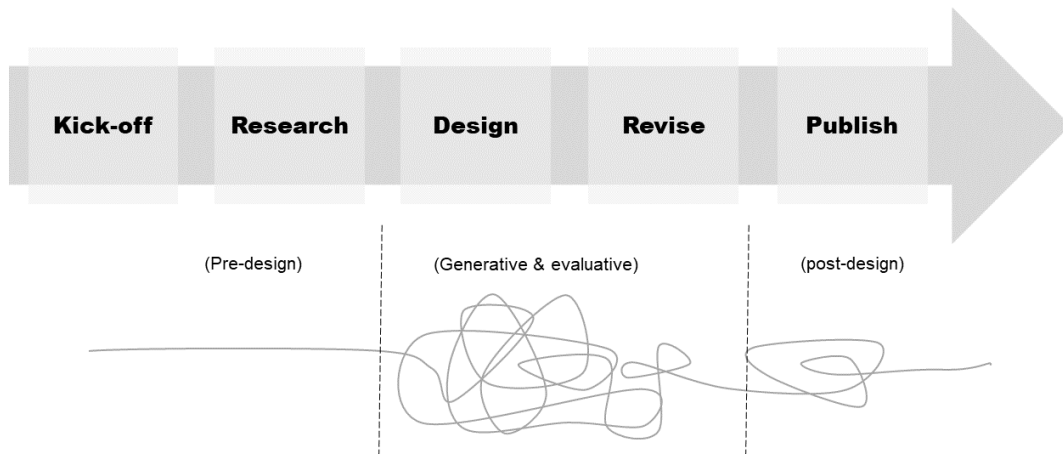 Kick-off
Research
Design
Revise
Publish
(Pre-design)
(Generative & evaluative)
(post-design)